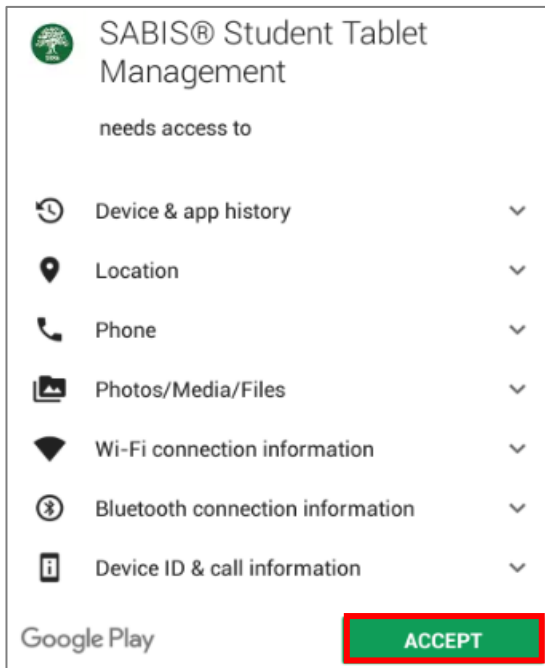 SABIS® Student Tablet
Management
needs access to
Device & app history
Location
Phone
Photos/Media/Files
Wi-Fi connection information
Bluetooth connection information
Device ID & call information
Google Play
ACCEPT